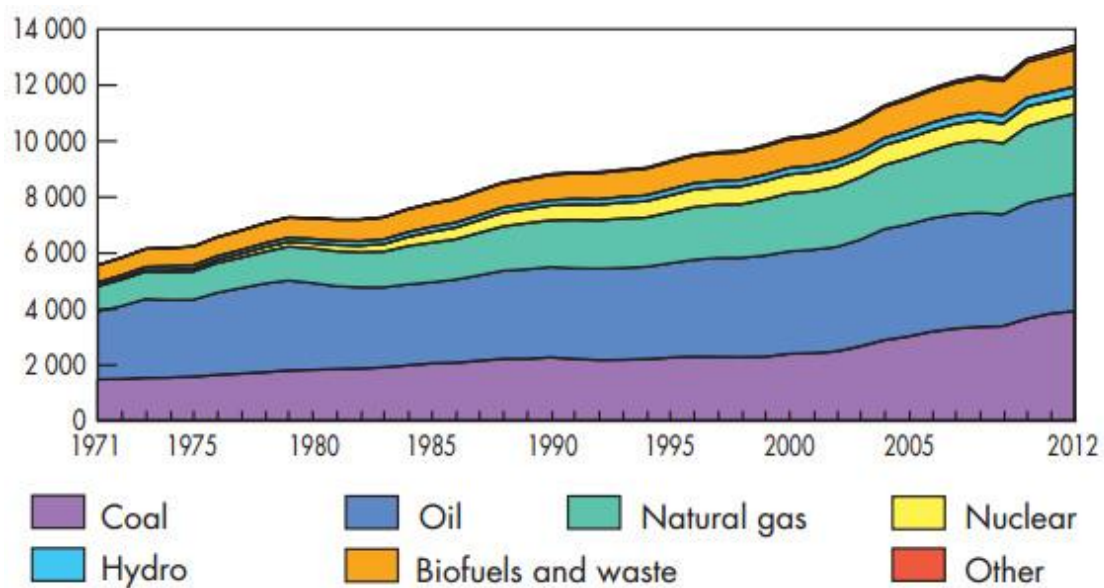 14 000
12 000
10 000
8 000
6 000
4 000
2 000
0
1971 1975 1980 1985 1990 1995 2000 2005 2012
Coal Oil Natural gas Nuclear
Hydro Biofuels and waste Other